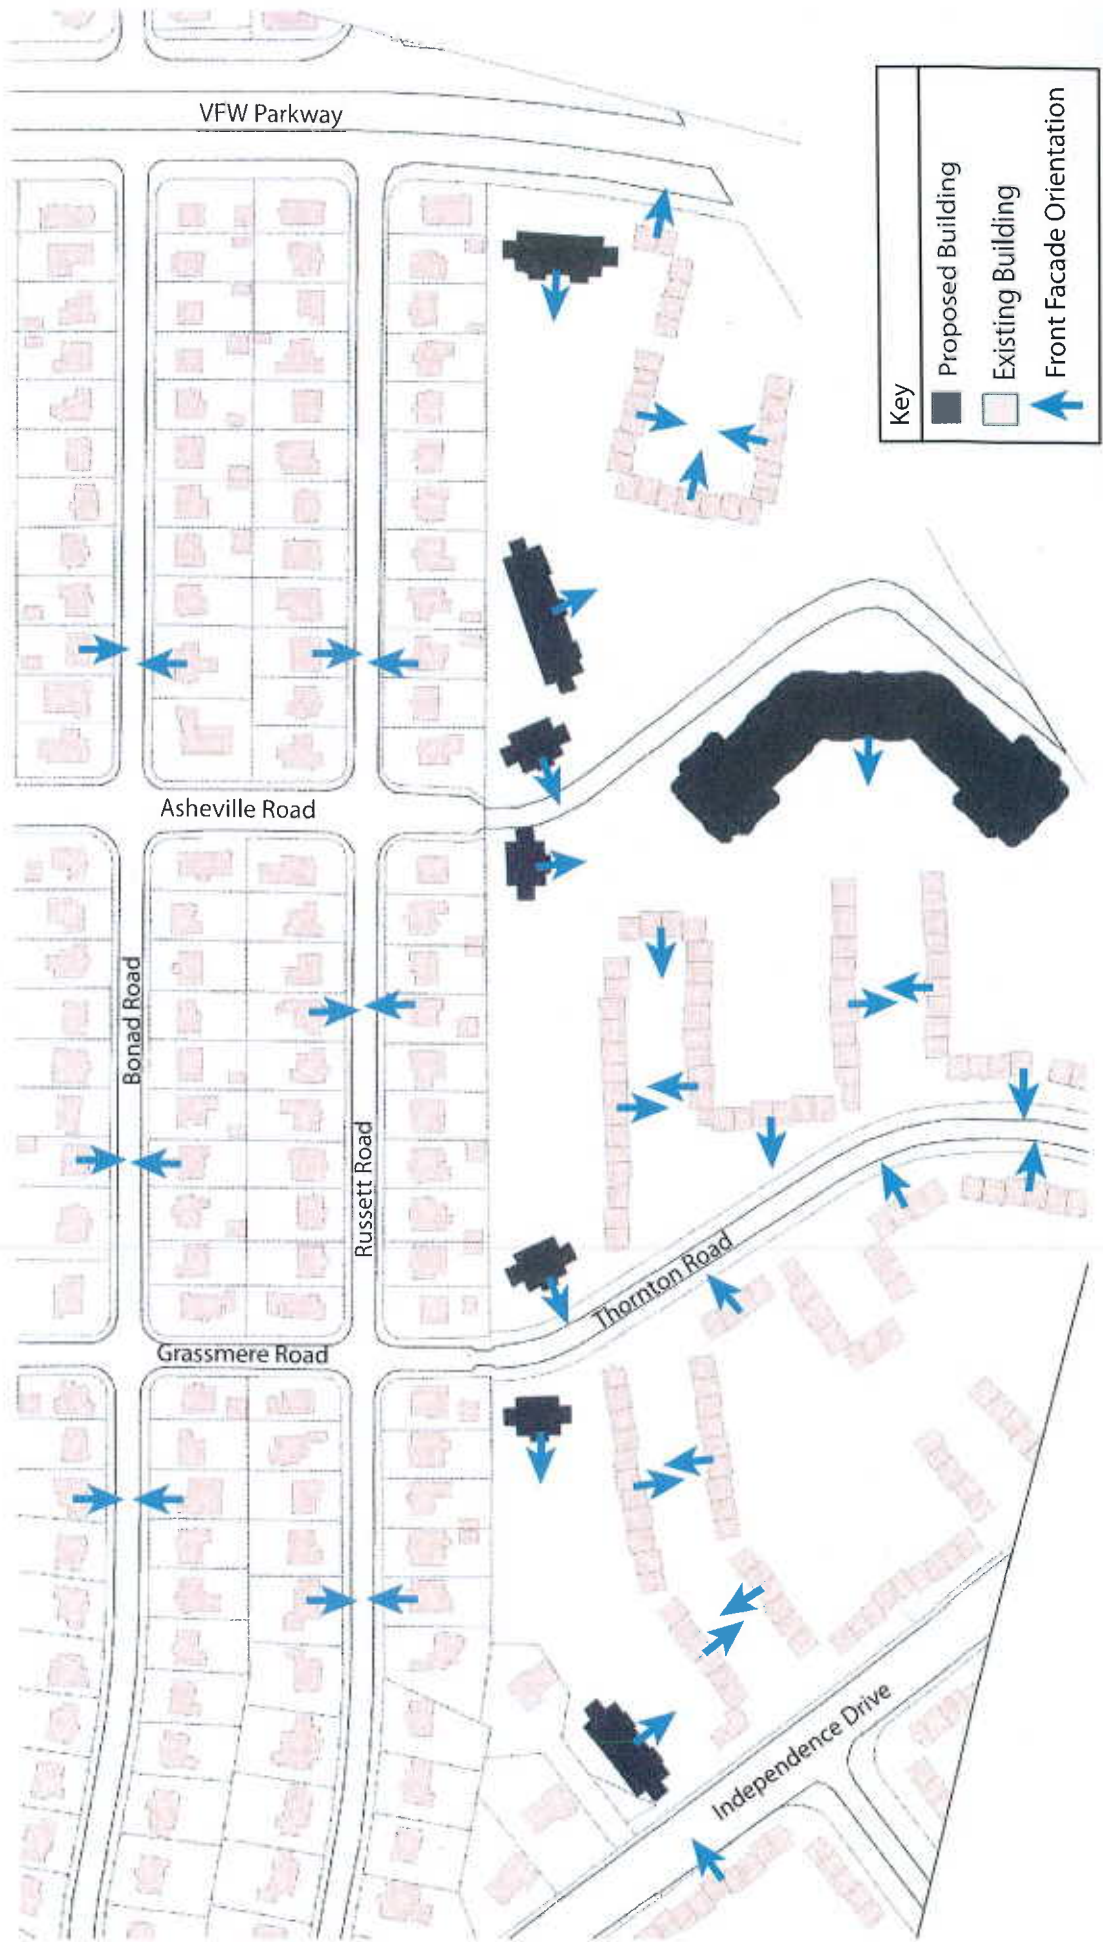 VFW Parkway
Key
Proposed Building
Existing Building
Front Facade Orientation
Asheville Road
Bonad Road
Russett Road
Thornton Road
Grassmere Road
Independence Drive